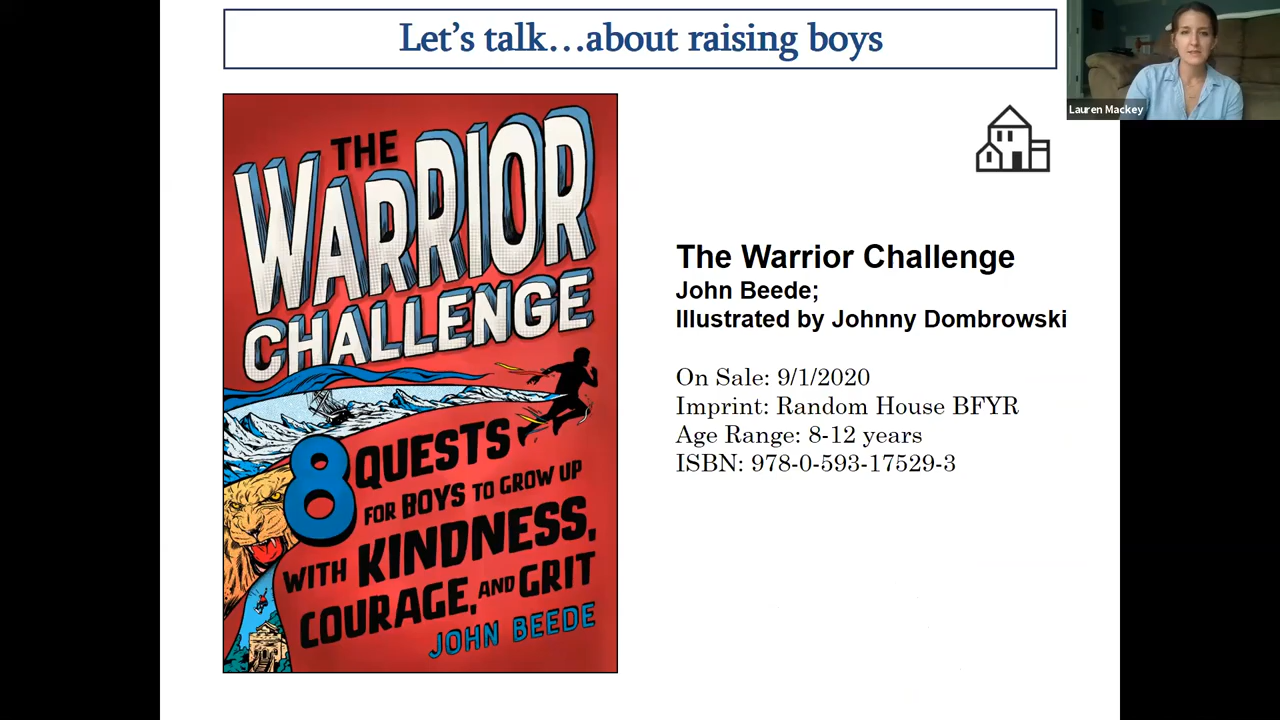 Let's talk…about raising boys
Lauren Mackey
THE
WARRIOR
CHALLENGE
8 QUESTS
FOR BOYS TO GROW UP
WITH KINDNESS,
COURAGE, AND GRIT
JOHN BEEDE
The Warrior Challenge
John Beede;
Illustrated by Johnny Dombrowski
On Sale: 9/1/2020
Imprint: Random House BFYR
Age Range: 8-12 years
ISBN: 978-0-593-17529-3